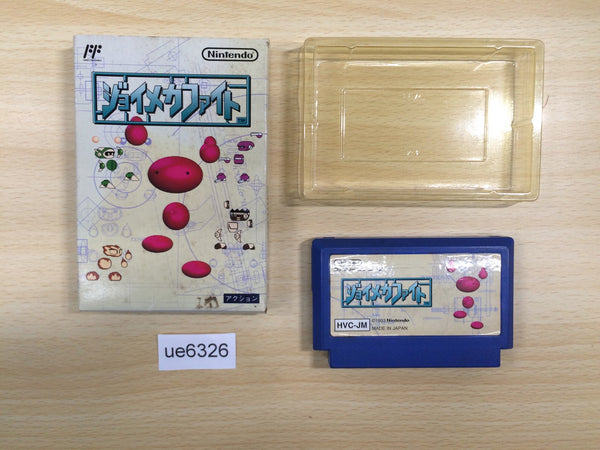 Nintendo
ジョイメカファイト
アクション
ue6326
ジョイメカファイト
HVC-JM
©1993 Nintendo
MADE IN JAPAN